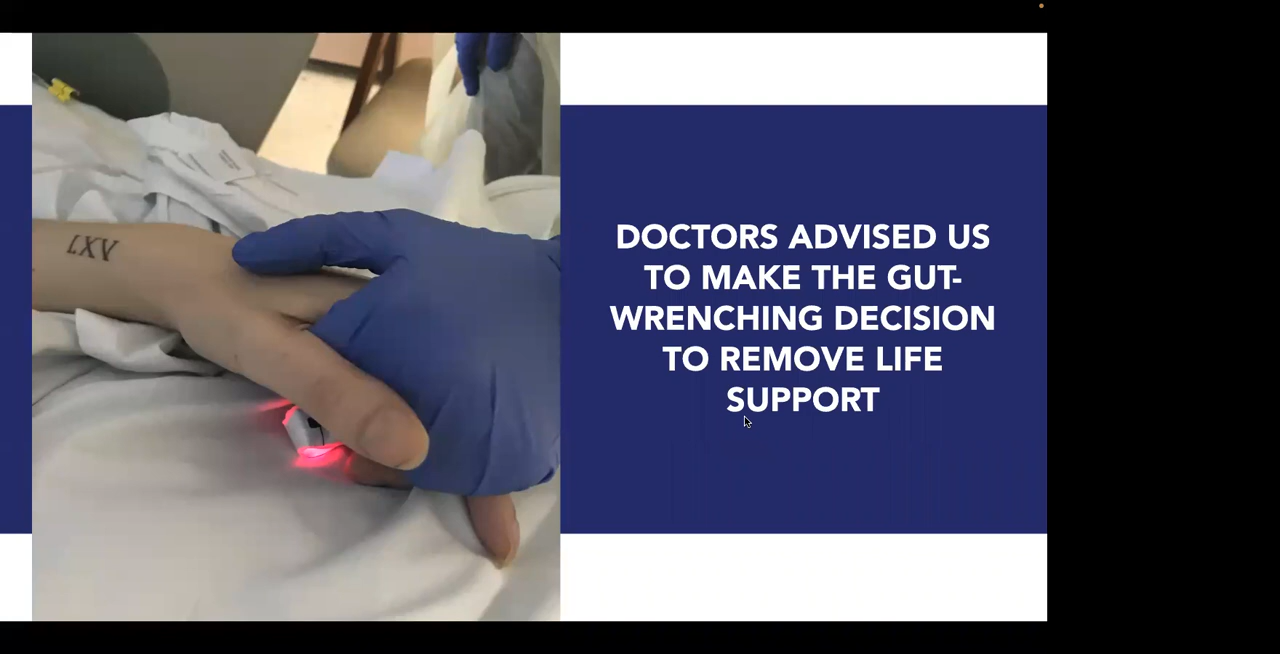 LXV
DOCTORS ADVISED US
TO MAKE THE GUT-
WRENCHING DECISION
TO REMOVE LIFE
SUPPORT